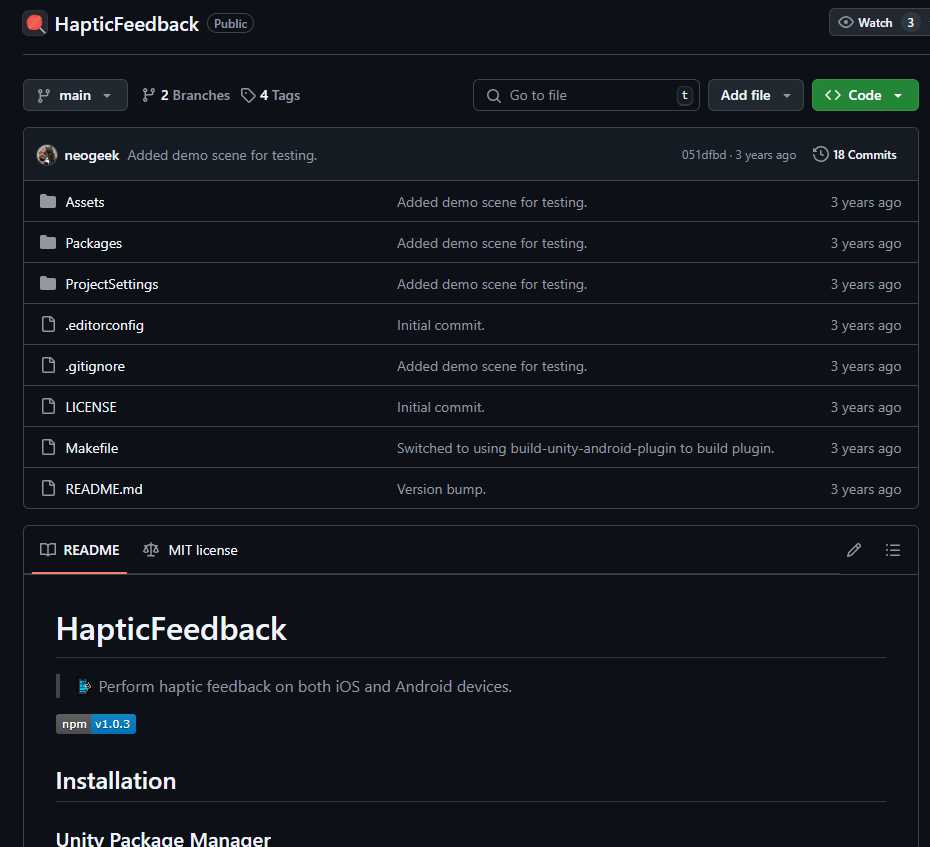 HapticFeedback Public Watch 3
main 2 Branches 4 Tags Go to file t Add file Code
neogeek Added demo scene for testing. 051dfbd · 3 years ago 18 Commits
Assets Added demo scene for testing. 3 years ago
Packages Added demo scene for testing. 3 years ago
ProjectSettings Added demo scene for testing. 3 years ago
.editorconfig Initial commit. 3 years ago
.gitignore Added demo scene for testing. 3 years ago
LICENSE Initial commit. 3 years ago
Makefile Switched to using build-unity-android-plugin to build plugin. 3 years ago
README.md Version bump. 3 years ago
README MIT license
HapticFeedback
Perform haptic feedback on both iOS and Android devices.
npm v1.0.3
Installation
Unity Package Manager